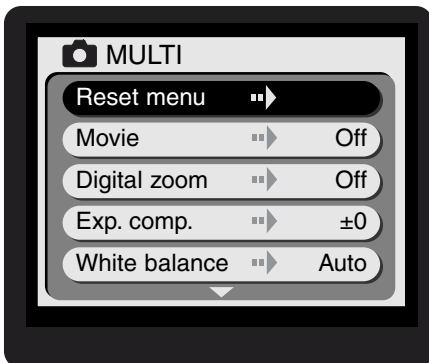 MULTI
Reset menu
Movie Off
Digital zoom Off
Exp. comp. ±0
White balance Auto